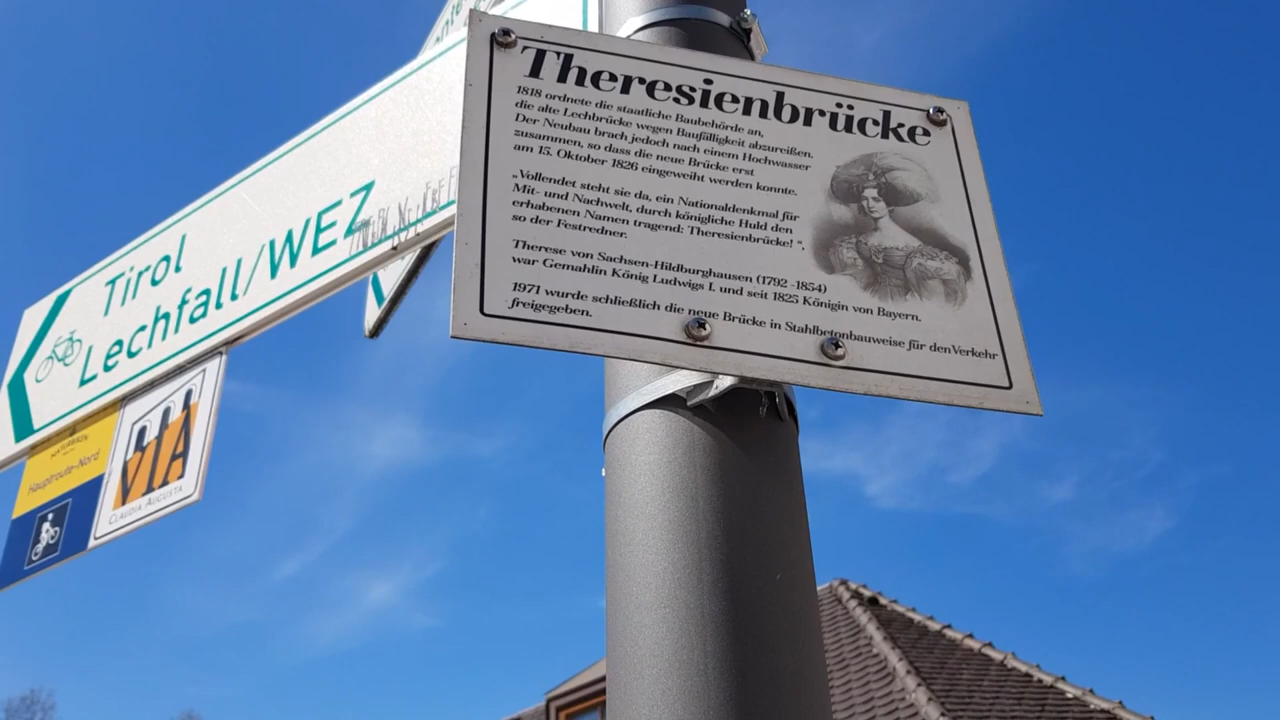 Theresienbrücke
1818 ordnete die staatliche Baubehörde an,
die alte Lechbrücke wegen Baufälligkeit abzureißen.
Der Neubau brach jedoch nach einem Hochwasser
zusammen, so dass die neue Brücke erst
am 15. Oktober 1826 eingeweiht werden konnte.
„Vollendet steht sie da, ein Nationaldenkmal für
Mit- und Nachwelt, durch königliche Huld den
erhabenen Namen tragend: Theresienbrücke! “.
so der Festredner.
Therese von Sachsen-Hildburghausen (1792 -1854)
war Gemahlin König Ludwigs I. und seit 1825 Königin von Bayern.
1971 wurde schließlich die neue Brücke in Stahlbetonbauweise für den Verkehr
freigegeben.
Tirol
Lechfall/WEZ
Hauptroute-Nord
VIA
CLAUDIA AUGUSTA